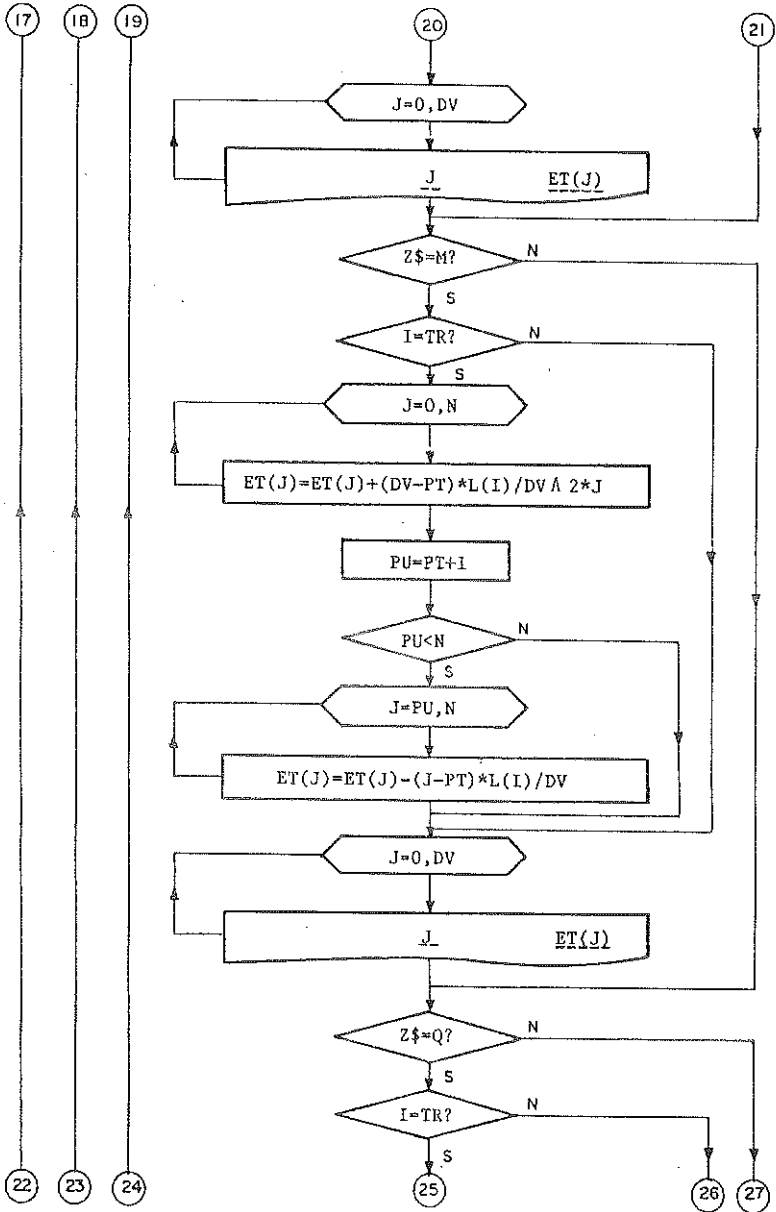 17 18 19 20 21
J=0,DV
J ET(J)
Z$=M?
N
S
I=TR?
N
S
J=0,N
ET(J)=ET(J)+(DV-PT)*L(I)/DV Λ 2*J
PU=PT+1
PU<N
N
S
J=PU,N
ET(J)=ET(J)-(J-PT)*L(I)/DV
J=0,DV
J ET(J)
Z$=Q?
N
S
I=TR?
N
S
22 23 24 25 26 27